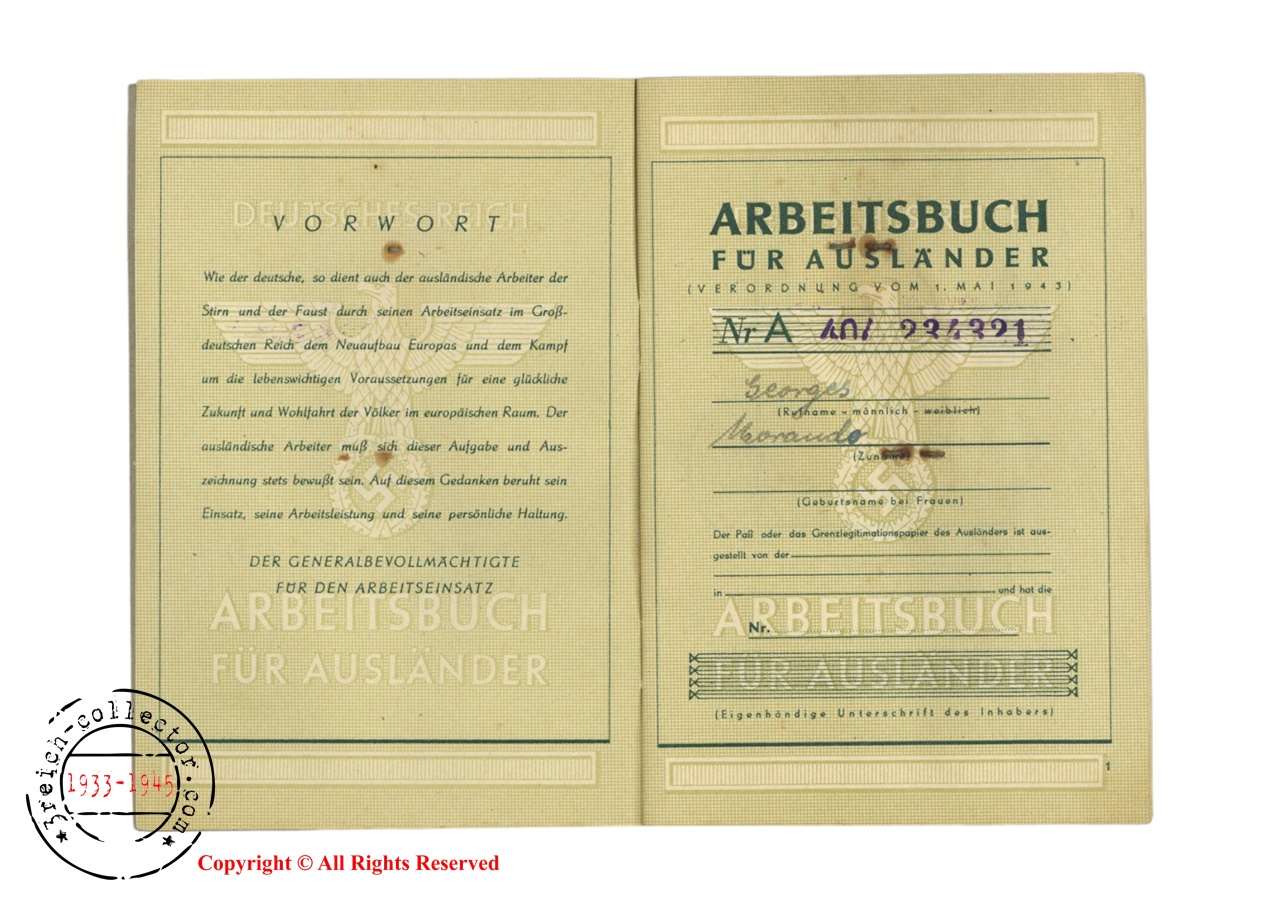 DEUTSCHES REICH
VORWORT
Wie der deutsche, so dient auch der ausländische Arbeiter der
Stirn und der Faust durch seinen Arbeitseinsatz im Groß-
deutschen Reich dem Neuaufbau Europas und dem Kampf
um die lebenswichtigen Voraussetzungen für eine glückliche
Zukunft und Wohlfahrt der Völker im europäischen Raum. Der
ausländische Arbeiter muß sich dieser Aufgabe und Aus-
zeichnung stets bewußt sein. Auf diesem Gedanken beruht sein
Einsatz, seine Arbeitsleistung und seine persönliche Haltung.
DER GENERALBEVOLLMÄCHTIGTE
FÜR DEN ARBEITSEINSATZ
ARBEITSBUCH
FÜR AUSLÄNDER
ARBEITSBUCH
FÜR AUSLÄNDER
(VERORDNUNG VOM 1. MAI 1943)
Nr A 401 234321
Georges
(Rufname – männlich – weiblich)
Morando
(Zuname)
(Geburtsname bei Frauen)
Der Paß oder das Grenzlegitimationspapier des Ausländers ist aus-
gestellt von der
in und hat die
ARBEITSBUCH
Nr.
FÜR AUSLÄNDER
(Eigenhändige Unterschrift des Inhabers)
1
3reich-collector.com
1933-1945
Copyright © All Rights Reserved